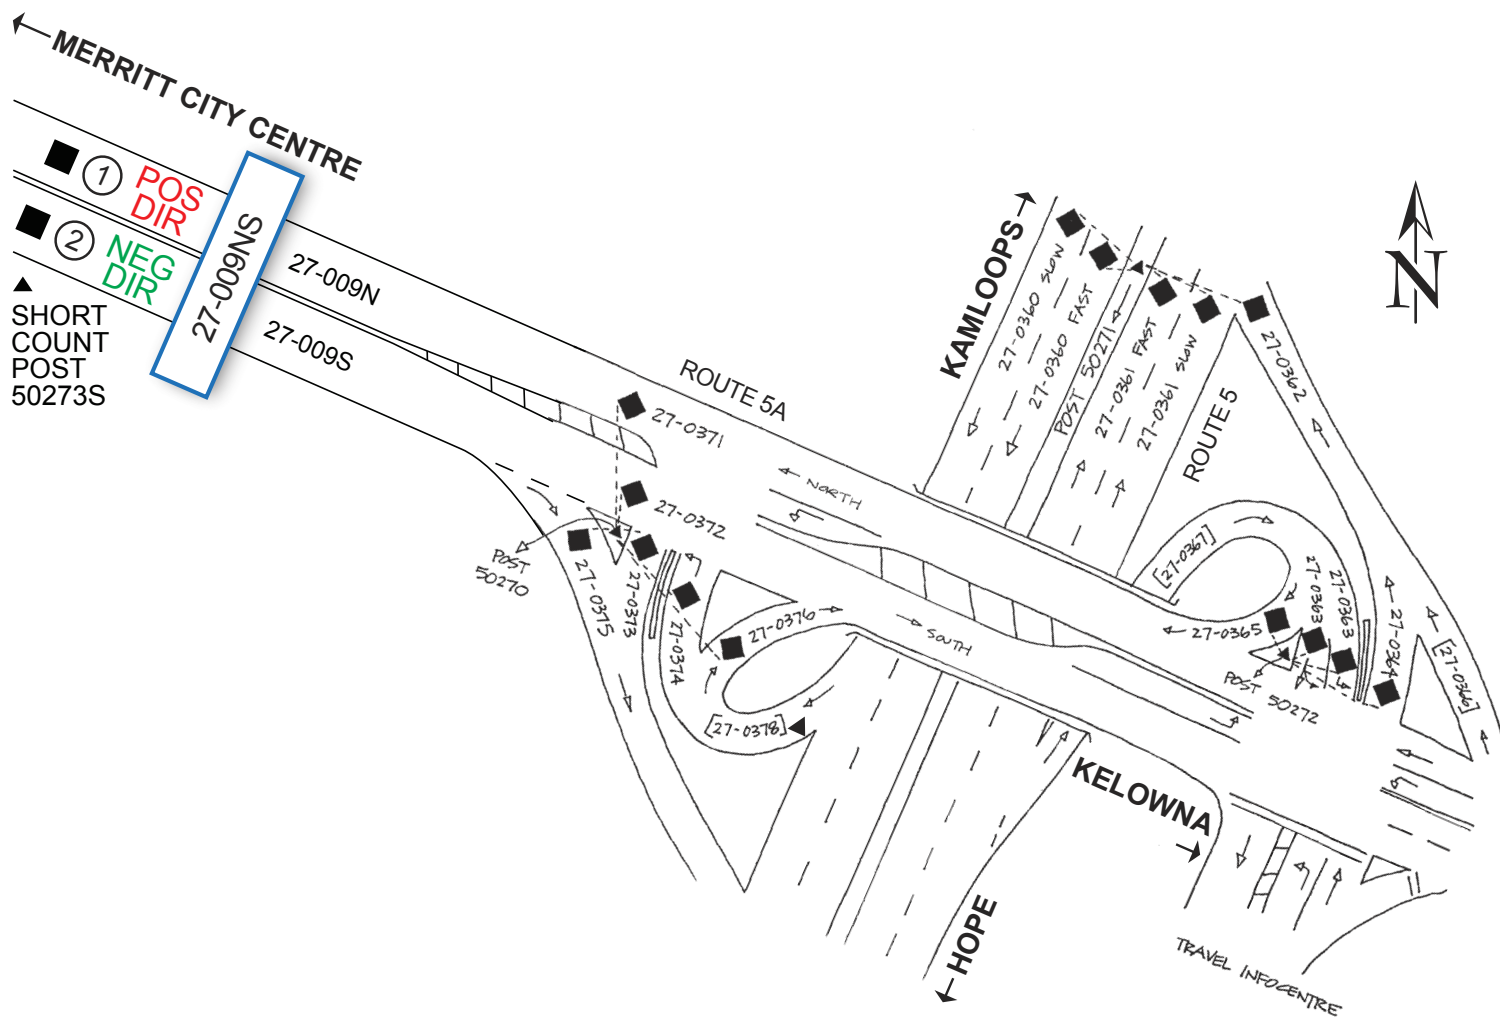 MERRITT CITY CENTRE
1
POS
DIR
2
NEG
DIR
27-009NS
27-009N
27-009S
SHORT
COUNT
POST
50273S
ROUTE 5A
27-0371
27-0372
POST
50270
27-0375
27-0373
27-0374
27-0376
[27-0378]
NORTH
SOUTH
KAMLOOPS
27-0360 SLOW
27-0360 FAST
POST 50271
27-0361 FAST
27-0361 SLOW
ROUTE 5
27-0362
N
[27-0367]
27-0365
27-0363
27-0363
27-0364
[27-0366]
POST 50272
KELOWNA
HOPE
TRAVEL INFOCENTRE